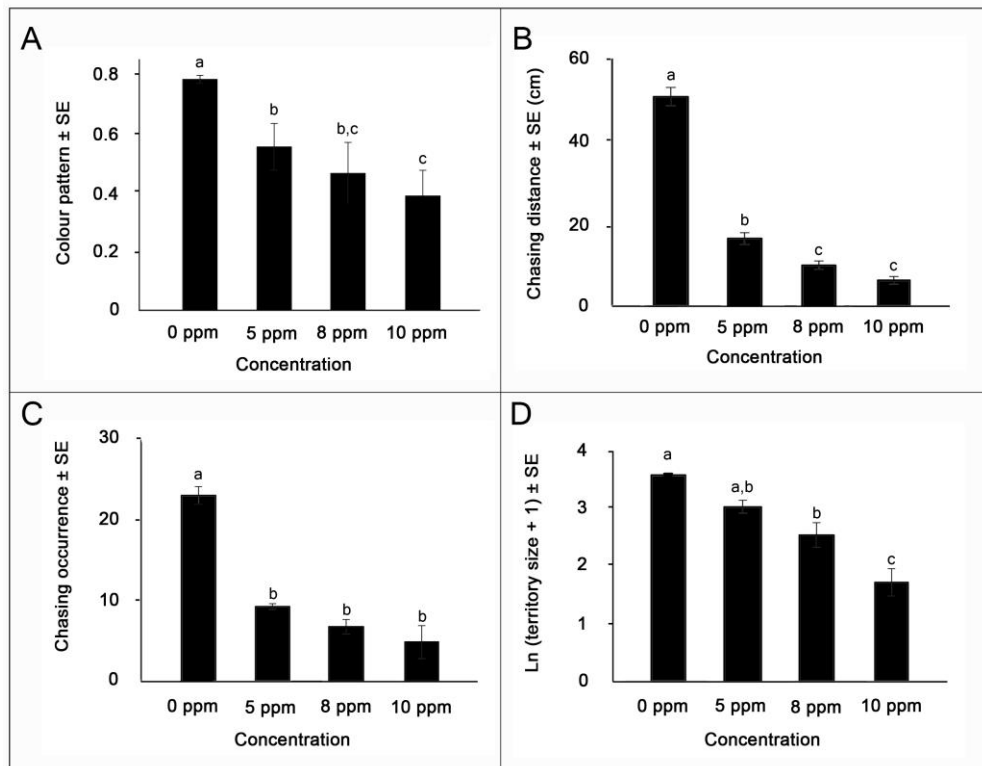 A
Colour pattern ± SE
0.8
0.6
0.4
0.2
0
a
b
b,c
c
0 ppm 5 ppm 8 ppm 10 ppm
Concentration
B
Chasing distance ± SE (cm)
60
40
20
0
a
b
c
c
0 ppm 5 ppm 8 ppm 10 ppm
Concentration
C
Chasing occurrence ± SE
30
20
10
0
a
b
b
b
0 ppm 5 ppm 8 ppm 10 ppm
Concentration
D
Ln (territory size + 1) ± SE
4
3
2
1
0
a
a,b
b
c
0 ppm 5 ppm 8 ppm 10 ppm
Concentration